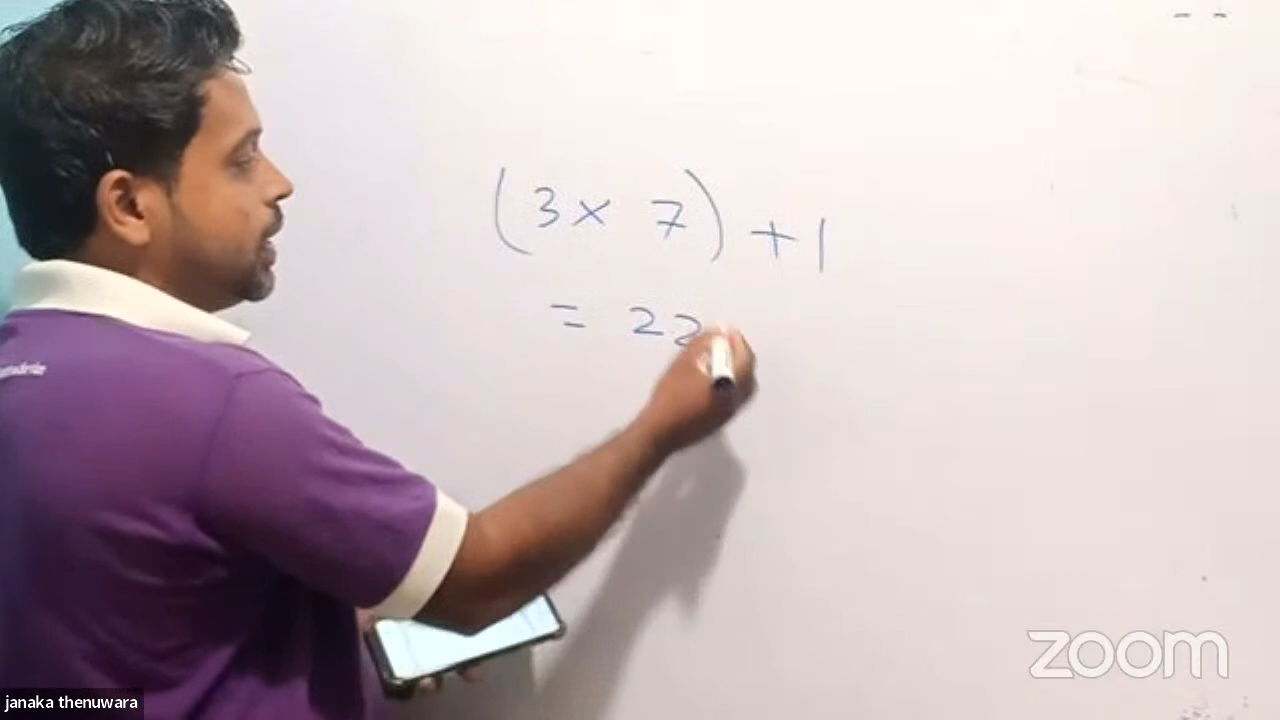 (3 x 7) + 1
= 22
zoom
janaka thenuwara